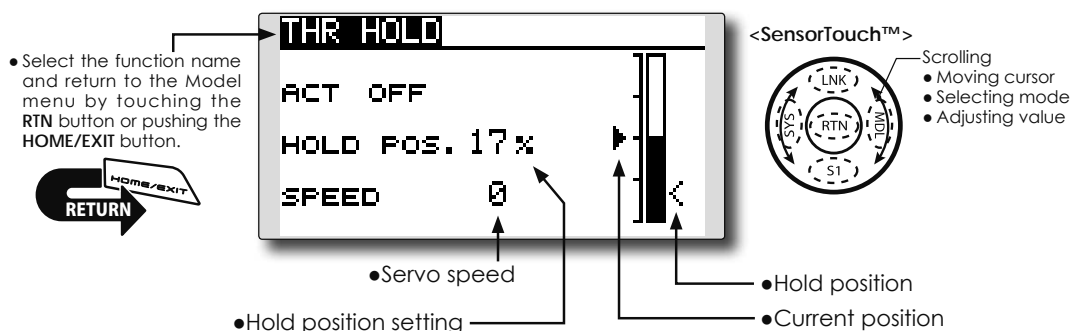 ● Select the function name
and return to the Model
menu by touching the
RTN button or pushing the
HOME/EXIT button.
HOME/EXIT
RETURN
THR HOLD
ACT OFF
HOLD POS. 17%
SPEED 0
●Servo speed
●Hold position setting
●Hold position
●Current position
<SensorTouch™>
LNK
SYS
RTN
MDL
S1
Scrolling
● Moving cursor
● Selecting mode
● Adjusting value